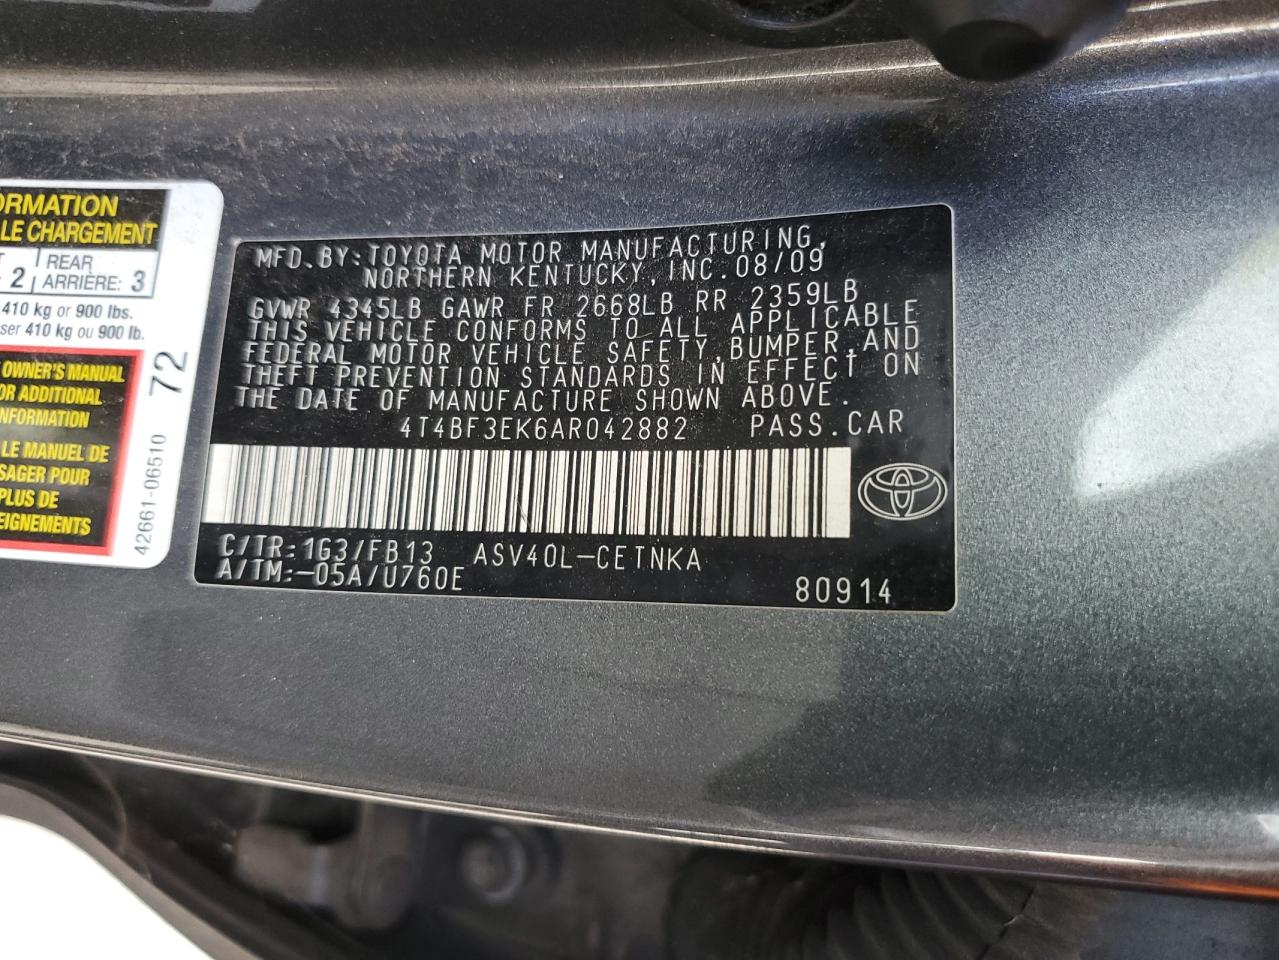 ORMATION
LE CHARGEMENT
2 REAR ARRIÈRE: 3
410 kg or 900 lbs.
ser 410 kg ou 900 lb.
OWNER'S MANUAL
OR ADDITIONAL
INFORMATION
LE MANUEL DE
SAGER POUR
PLUS DE
EIGNEMENTS
42661-06510 72
MFD.BY:TOYOTA MOTOR MANUFACTURING,
NORTHERN KENTUCKY,INC.08/09
GVWR 4345LB GAWR FR 2668LB RR 2359LB
THIS VEHICLE CONFORMS TO ALL APPLICABLE
FEDERAL MOTOR VEHICLE SAFETY,BUMPER,AND
THEFT PREVENTION STANDARDS IN EFFECT ON
THE DATE OF MANUFACTURE SHOWN ABOVE.
4T4BF3EK6AR042882 PASS.CAR
C/TR:1G3/FB13 ASV40L-CETNKA
A/TM:-05A/U760E
80914